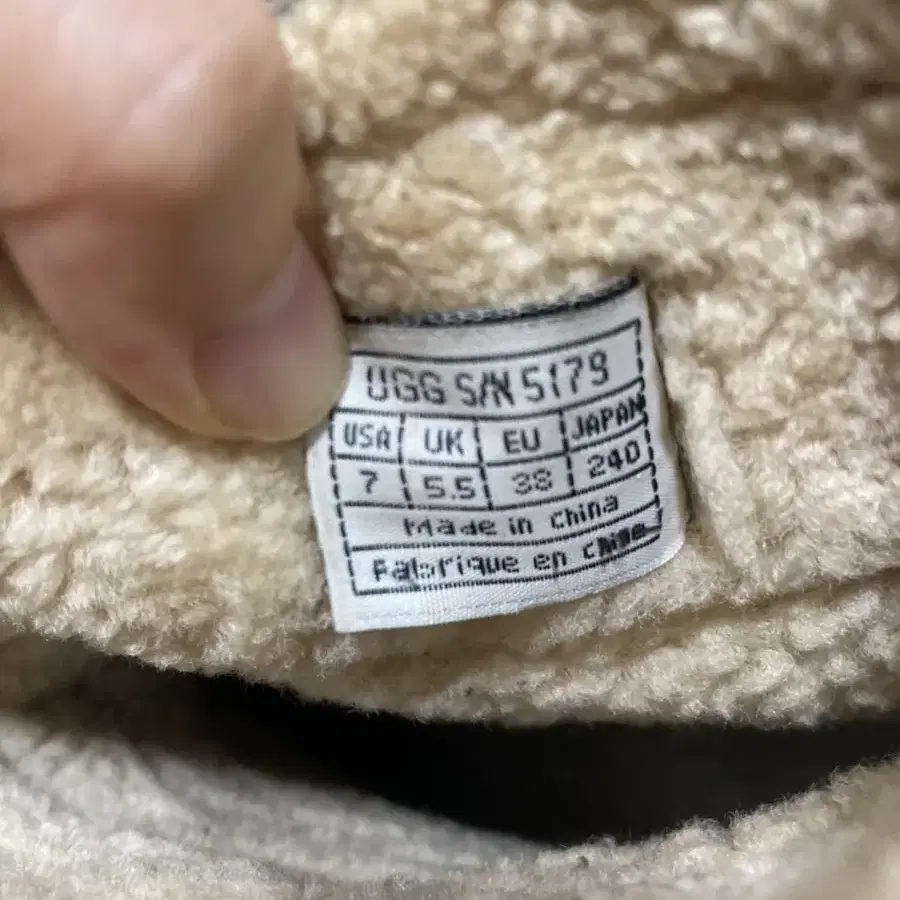 UGG S/N 5179
USA UK EU JAPAN
7 5.5 38 240
Made in China
Fabrique en chine